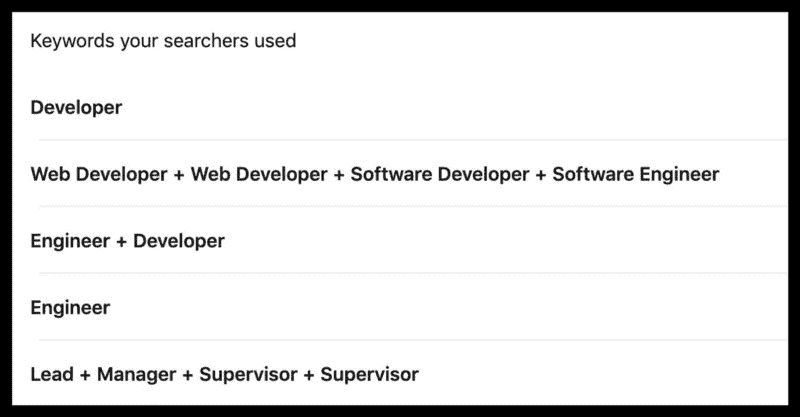 Keywords your searchers used
Developer
Web Developer + Web Developer + Software Developer + Software Engineer
Engineer + Developer
Engineer
Lead + Manager + Supervisor + Supervisor